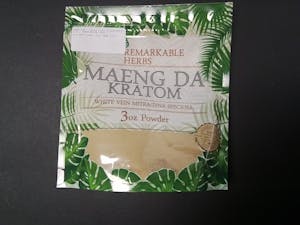 REMARKABLE
HERBS
MAENG DA
KRATOM
WHITE VEIN MITRAGYNA SPECIOSA
3oz Powder